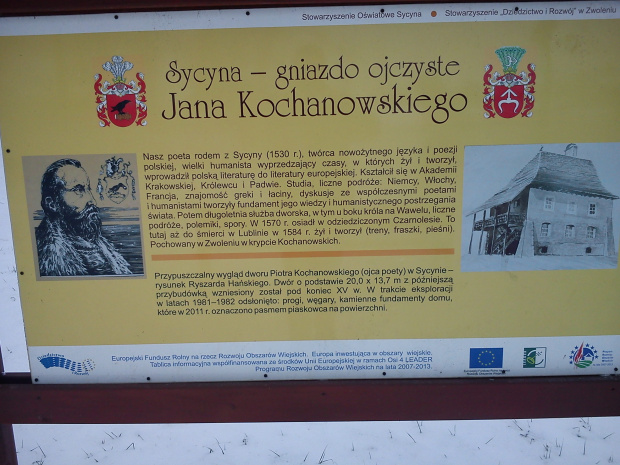 Stowarzyszenie Oświatowe Sycyna • Stowarzyszenie „Dziedzictwo i Rozwój" w Zwoleniu
Sycyna – gniazdo ojczyste
Jana Kochanowskiego
Nasz poeta rodem z Sycyny (1530 r.), twórca nowożytnego języka i poezji
polskiej, wielki humanista wyprzedzający czasy, w których żył i tworzył,
wprowadził polską literaturę do literatury europejskiej. Kształcił się w Akademii
Krakowskiej, Królewcu i Padwie. Studia, liczne podróże: Niemcy, Włochy,
Francja, znajomość greki i łaciny, dyskusje ze współczesnymi poetami
i humanistami tworzyły fundament jego wiedzy i humanistycznego postrzegania
świata. Potem długoletnia służba dworska, w tym u boku króla na Wawelu, liczne
podróże, polemiki, spory. W 1570 r. osiadł w odziedziczonym Czarnolesie. To
tutaj aż do śmierci w Lublinie w 1584 r. żył i tworzył (treny, fraszki, pieśni).
Pochowany w Zwoleniu w krypcie Kochanowskich.
Przypuszczalny wygląd dworu Piotra Kochanowskiego (ojca poety) w Sycynie –
rysunek Ryszarda Hańskiego. Dwór o podstawie 20,0 x 13,7 m z późniejszą
przybudówką wzniesiony został pod koniec XV w. W trakcie eksploracji
w latach 1981–1982 odsłonięto: progi, węgary, kamienne fundamenty domu,
które w 2011 r. oznaczono pasmem piaskowca na powierzchni.
Europejski Fundusz Rolny na rzecz Rozwoju Obszarów Wiejskich. Europa inwestująca w obszary wiejskie.
Tablica informacyjna współfinansowana ze środków Unii Europejskiej w ramach Osi 4 LEADER
Programu Rozwoju Obszarów Wiejskich na lata 2007-2013.